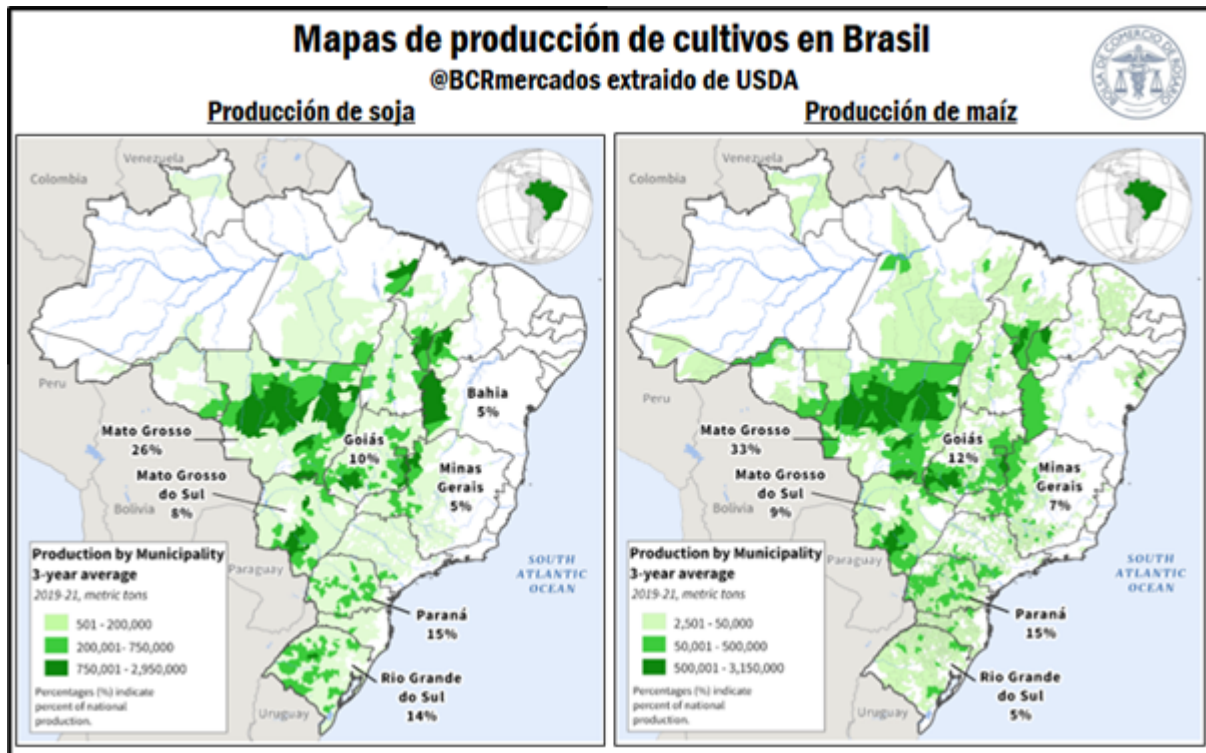 Mapas de producción de cultivos en Brasil
@BCRmercados extraido de USDA
BOLSA DE COMERCIO DE ROSARIO
Producción de soja
Venezuela
Colombia
Peru
Bolivia
Paraguay
Uruguay
Bahia
5%
Mato Grosso
26%
Goiás
10%
Mato Grosso
do Sul
8%
Minas
Gerais
5%
Paraná
15%
Rio Grande
do Sul
14%
SOUTH
ATLANTIC
OCEAN
Production by Municipality
3-year average
2019-21, metric tons
501 - 200,000
200,001- 750,000
750,001 - 2,950,000
Percentages (%) indicate
percent of national
production.
Producción de maíz
Venezuela
Colombia
Peru
Bolivia
Paraguay
Uruguay
Mato Grosso
33%
Goiás
12%
Mato Grosso
do Sul
9%
Minas
Gerais
7%
Paraná
15%
Rio Grande
do Sul
5%
SOUTH
ATLANTIC
OCEAN
Production by Municipality
3-year average
2019-21, metric tons
2,501 - 50,000
50,001 - 500,000
500,001 - 3,150,000
Percentages (%) indicate
percent of national
production.